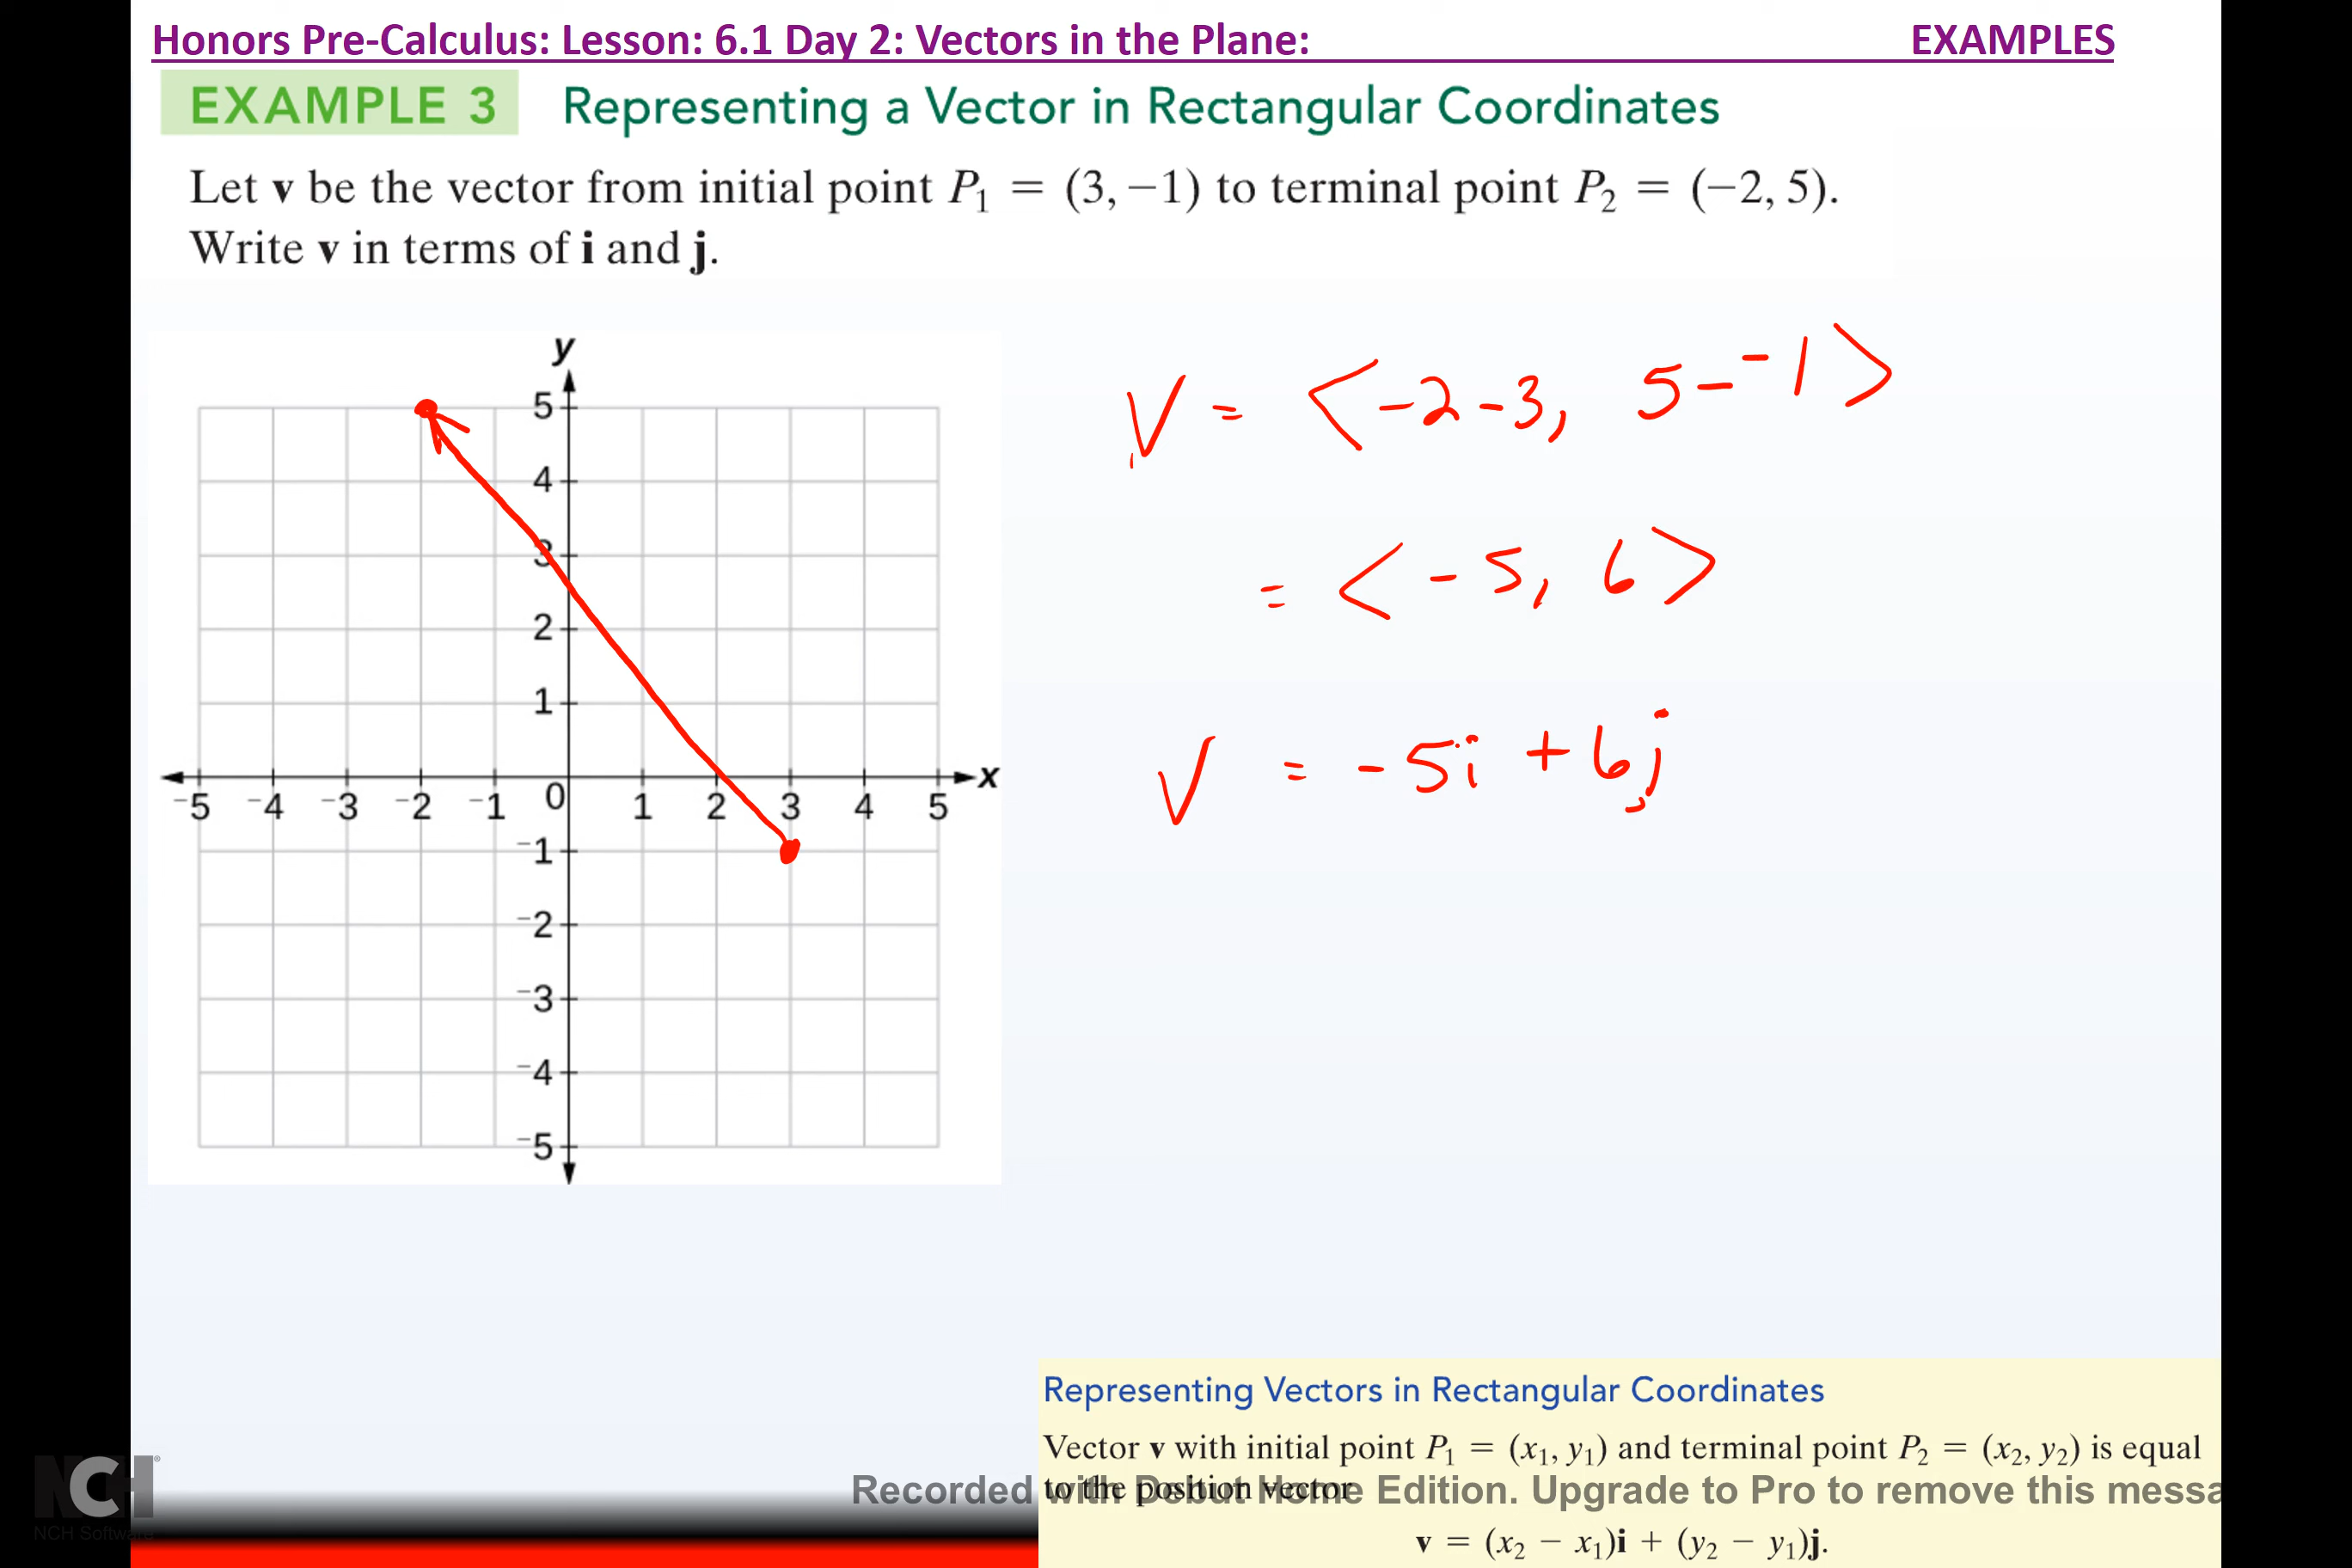 Honors Pre-Calculus: Lesson: 6.1 Day 2: Vectors in the Plane: EXAMPLES
EXAMPLE 3 Representing a Vector in Rectangular Coordinates
Let v be the vector from initial point P₁ = (3, −1) to terminal point P₂ = (−2, 5).
Write v in terms of i and j.
y
5
4
3
2
1
-5 -4 -3 -2 -1 0 1 2 3 4 5 x
-1
-2
-3
-4
-5
V = <-2-3, 5--1>
= <-5, 6>
V = -5i + 6j
Representing Vectors in Rectangular Coordinates
Vector v with initial point P₁ = (x₁, y₁) and terminal point P₂ = (x₂, y₂) is equal
to the position vector
v = (x₂ − x₁)i + (y₂ − y₁)j.
Recorded with Debut Home Edition. Upgrade to Pro to remove this messa
NCH
NCH Software